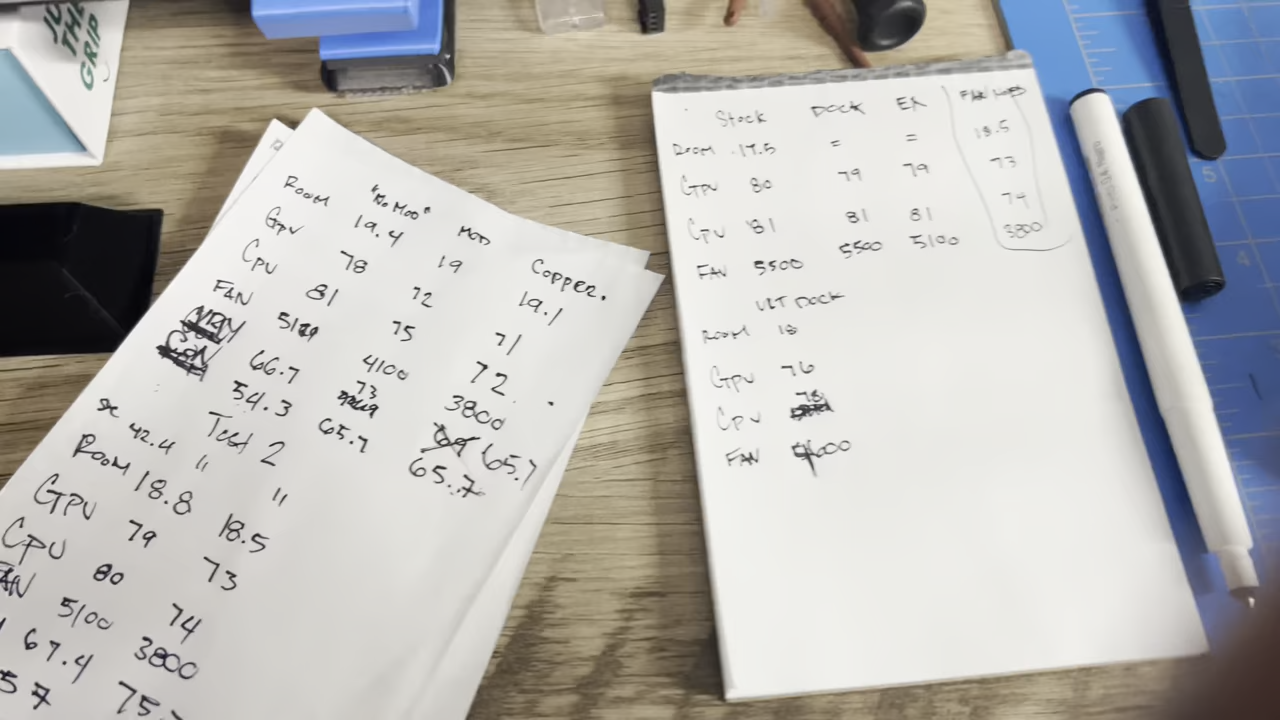 THE
GRIP
Room "No Mod" MOD Copper.
19.4 19 19.1
GPU 78 72 71
CPU 81 75 72
FAN 4100 3800
66.7 73 65.7
54.3 65.7 65.7
42.4 Test 2
Room " "
18.8 18.5
GPU 79 73
CPU 80 74
FAN 5100 3800
67.4 75.
57
Stock DOCK EX FAN MOD
Room 17.5 = = 18.5
GPU 80 79 79 73
CPU 81 81 81 74
FAN 5500 5500 5100 3800
DOCK
Room 18
GPU 76
CPU 78
FAN
5
4